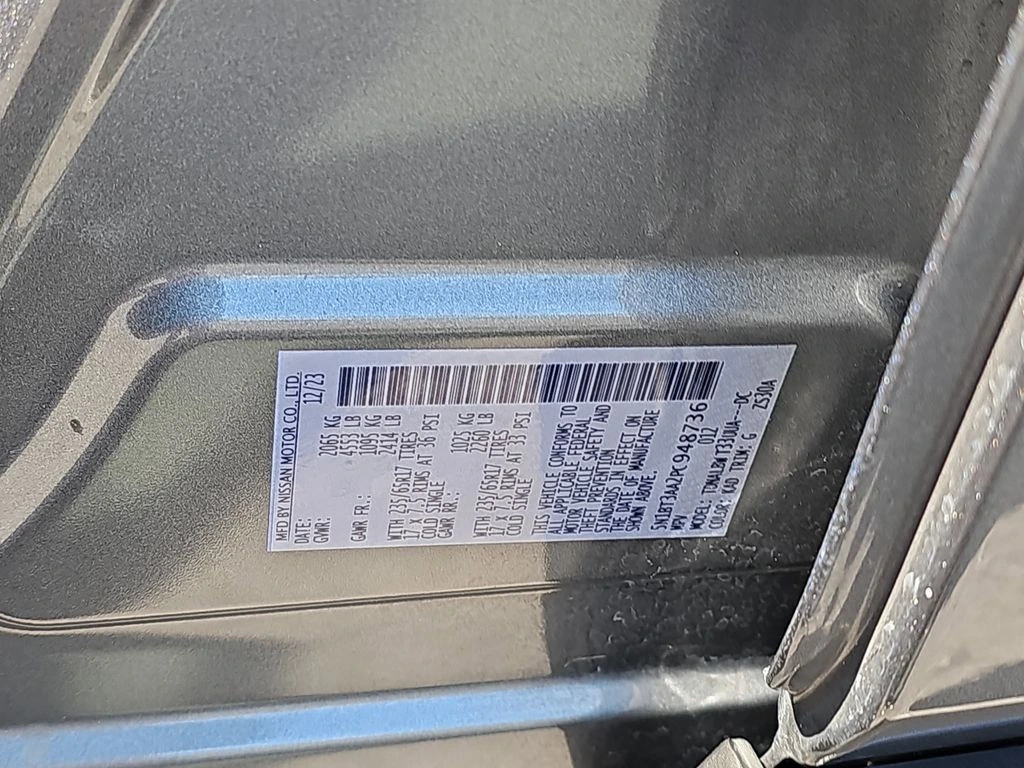 MFD BY NISSAN MOTOR CO., LTD.
DATE: 12/23
GVWR: 2065 KG
4553 LB
GAWR FR.: 1095 KG
2414 LB
WITH 235/65R17 TIRES
17 X 7.5 RIMS AT 36 PSI
COLD SINGLE
GAWR RR.: 1025 KG
2260 LB
WITH 235/65R17 TIRES
17 X 7.5 RIMS AT 33 PSI
COLD SINGLE
THIS VEHICLE CONFORMS TO
ALL APPLICABLE FEDERAL
MOTOR VEHICLE SAFETY AND
THEFT PREVENTION
STANDARDS IN EFFECT ON
THE DATE OF MANUFACTURE
SHOWN ABOVE.
5N1BT3AA2PC948736
MPV 012
COLOR: KAD TRIM: G ZS30A